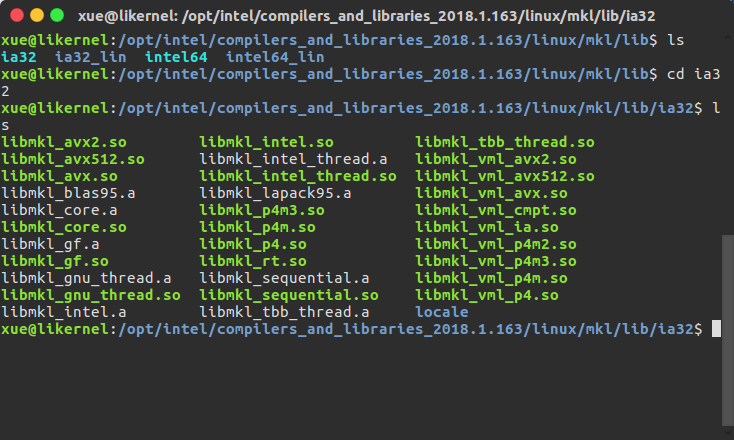 xue@likernel: /opt/intel/compilers_and_libraries_2018.1.163/linux/mkl/lib/ia32
xue@likernel:/opt/intel/compilers_and_libraries_2018.1.163/linux/mkl/lib$ ls
ia32  ia32_lin  intel64  intel64_lin
xue@likernel:/opt/intel/compilers_and_libraries_2018.1.163/linux/mkl/lib$ cd ia3
2
xue@likernel:/opt/intel/compilers_and_libraries_2018.1.163/linux/mkl/lib/ia32$ l
s
libmkl_avx2.so        libmkl_intel.so         libmkl_tbb_thread.so
libmkl_avx512.so      libmkl_intel_thread.a   libmkl_vml_avx2.so
libmkl_avx.so         libmkl_intel_thread.so  libmkl_vml_avx512.so
libmkl_blas95.a       libmkl_lapack95.a       libmkl_vml_avx.so
libmkl_core.a         libmkl_p4m3.so          libmkl_vml_cmpt.so
libmkl_core.so        libmkl_p4m.so           libmkl_vml_ia.so
libmkl_gf.a           libmkl_p4.so            libmkl_vml_p4m2.so
libmkl_gf.so          libmkl_rt.so            libmkl_vml_p4m3.so
libmkl_gnu_thread.a   libmkl_sequential.a     libmkl_vml_p4m.so
libmkl_gnu_thread.so  libmkl_sequential.so    libmkl_vml_p4.so
libmkl_intel.a        libmkl_tbb_thread.a     locale
xue@likernel:/opt/intel/compilers_and_libraries_2018.1.163/linux/mkl/lib/ia32$